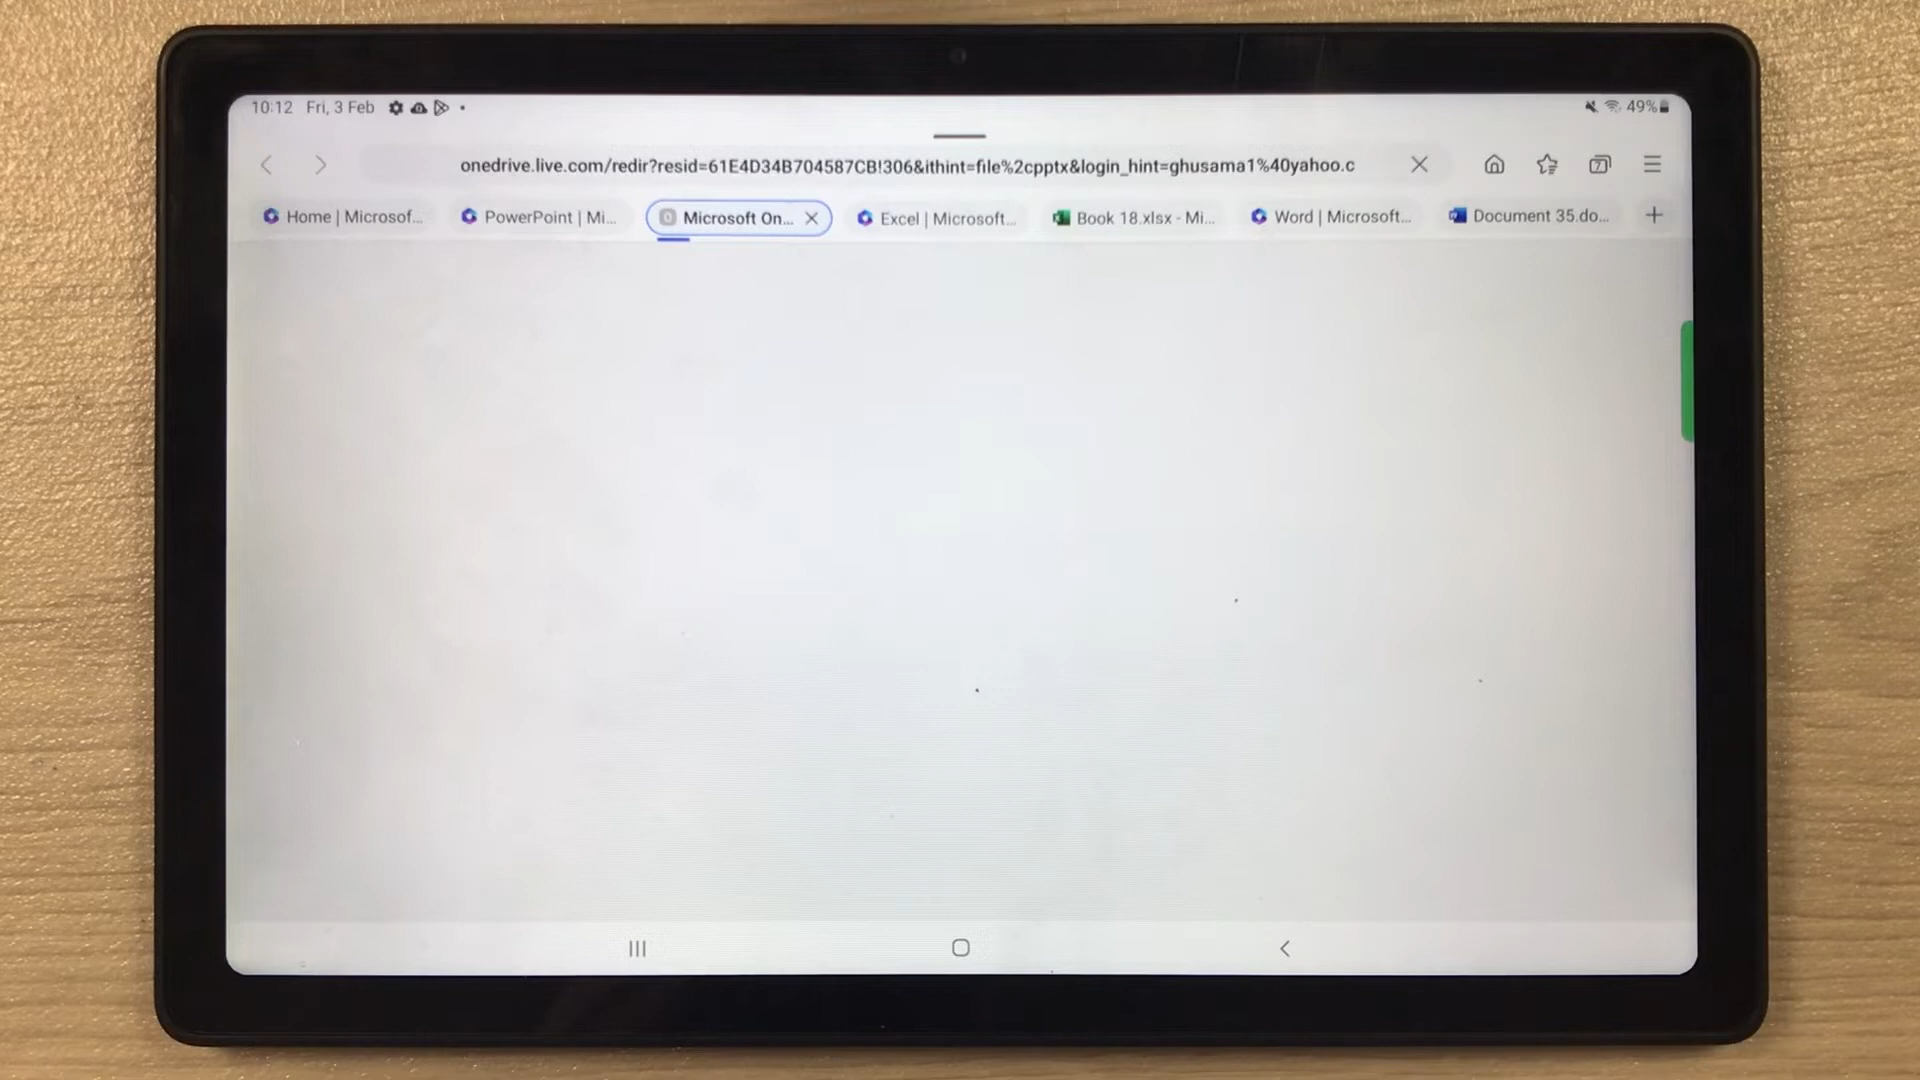 10:12 Fri, 3 Feb 49%
onedrive.live.com/redir?resid=61E4D34B704587CB!306&ithint=file%2cpptx&login_hint=ghusama1%40yahoo.c
7
Home | Microsof... PowerPoint | Mi... Microsoft On... Excel | Microsoft... Book 18.xlsx - Mi... Word | Microsoft... Document 35.do...